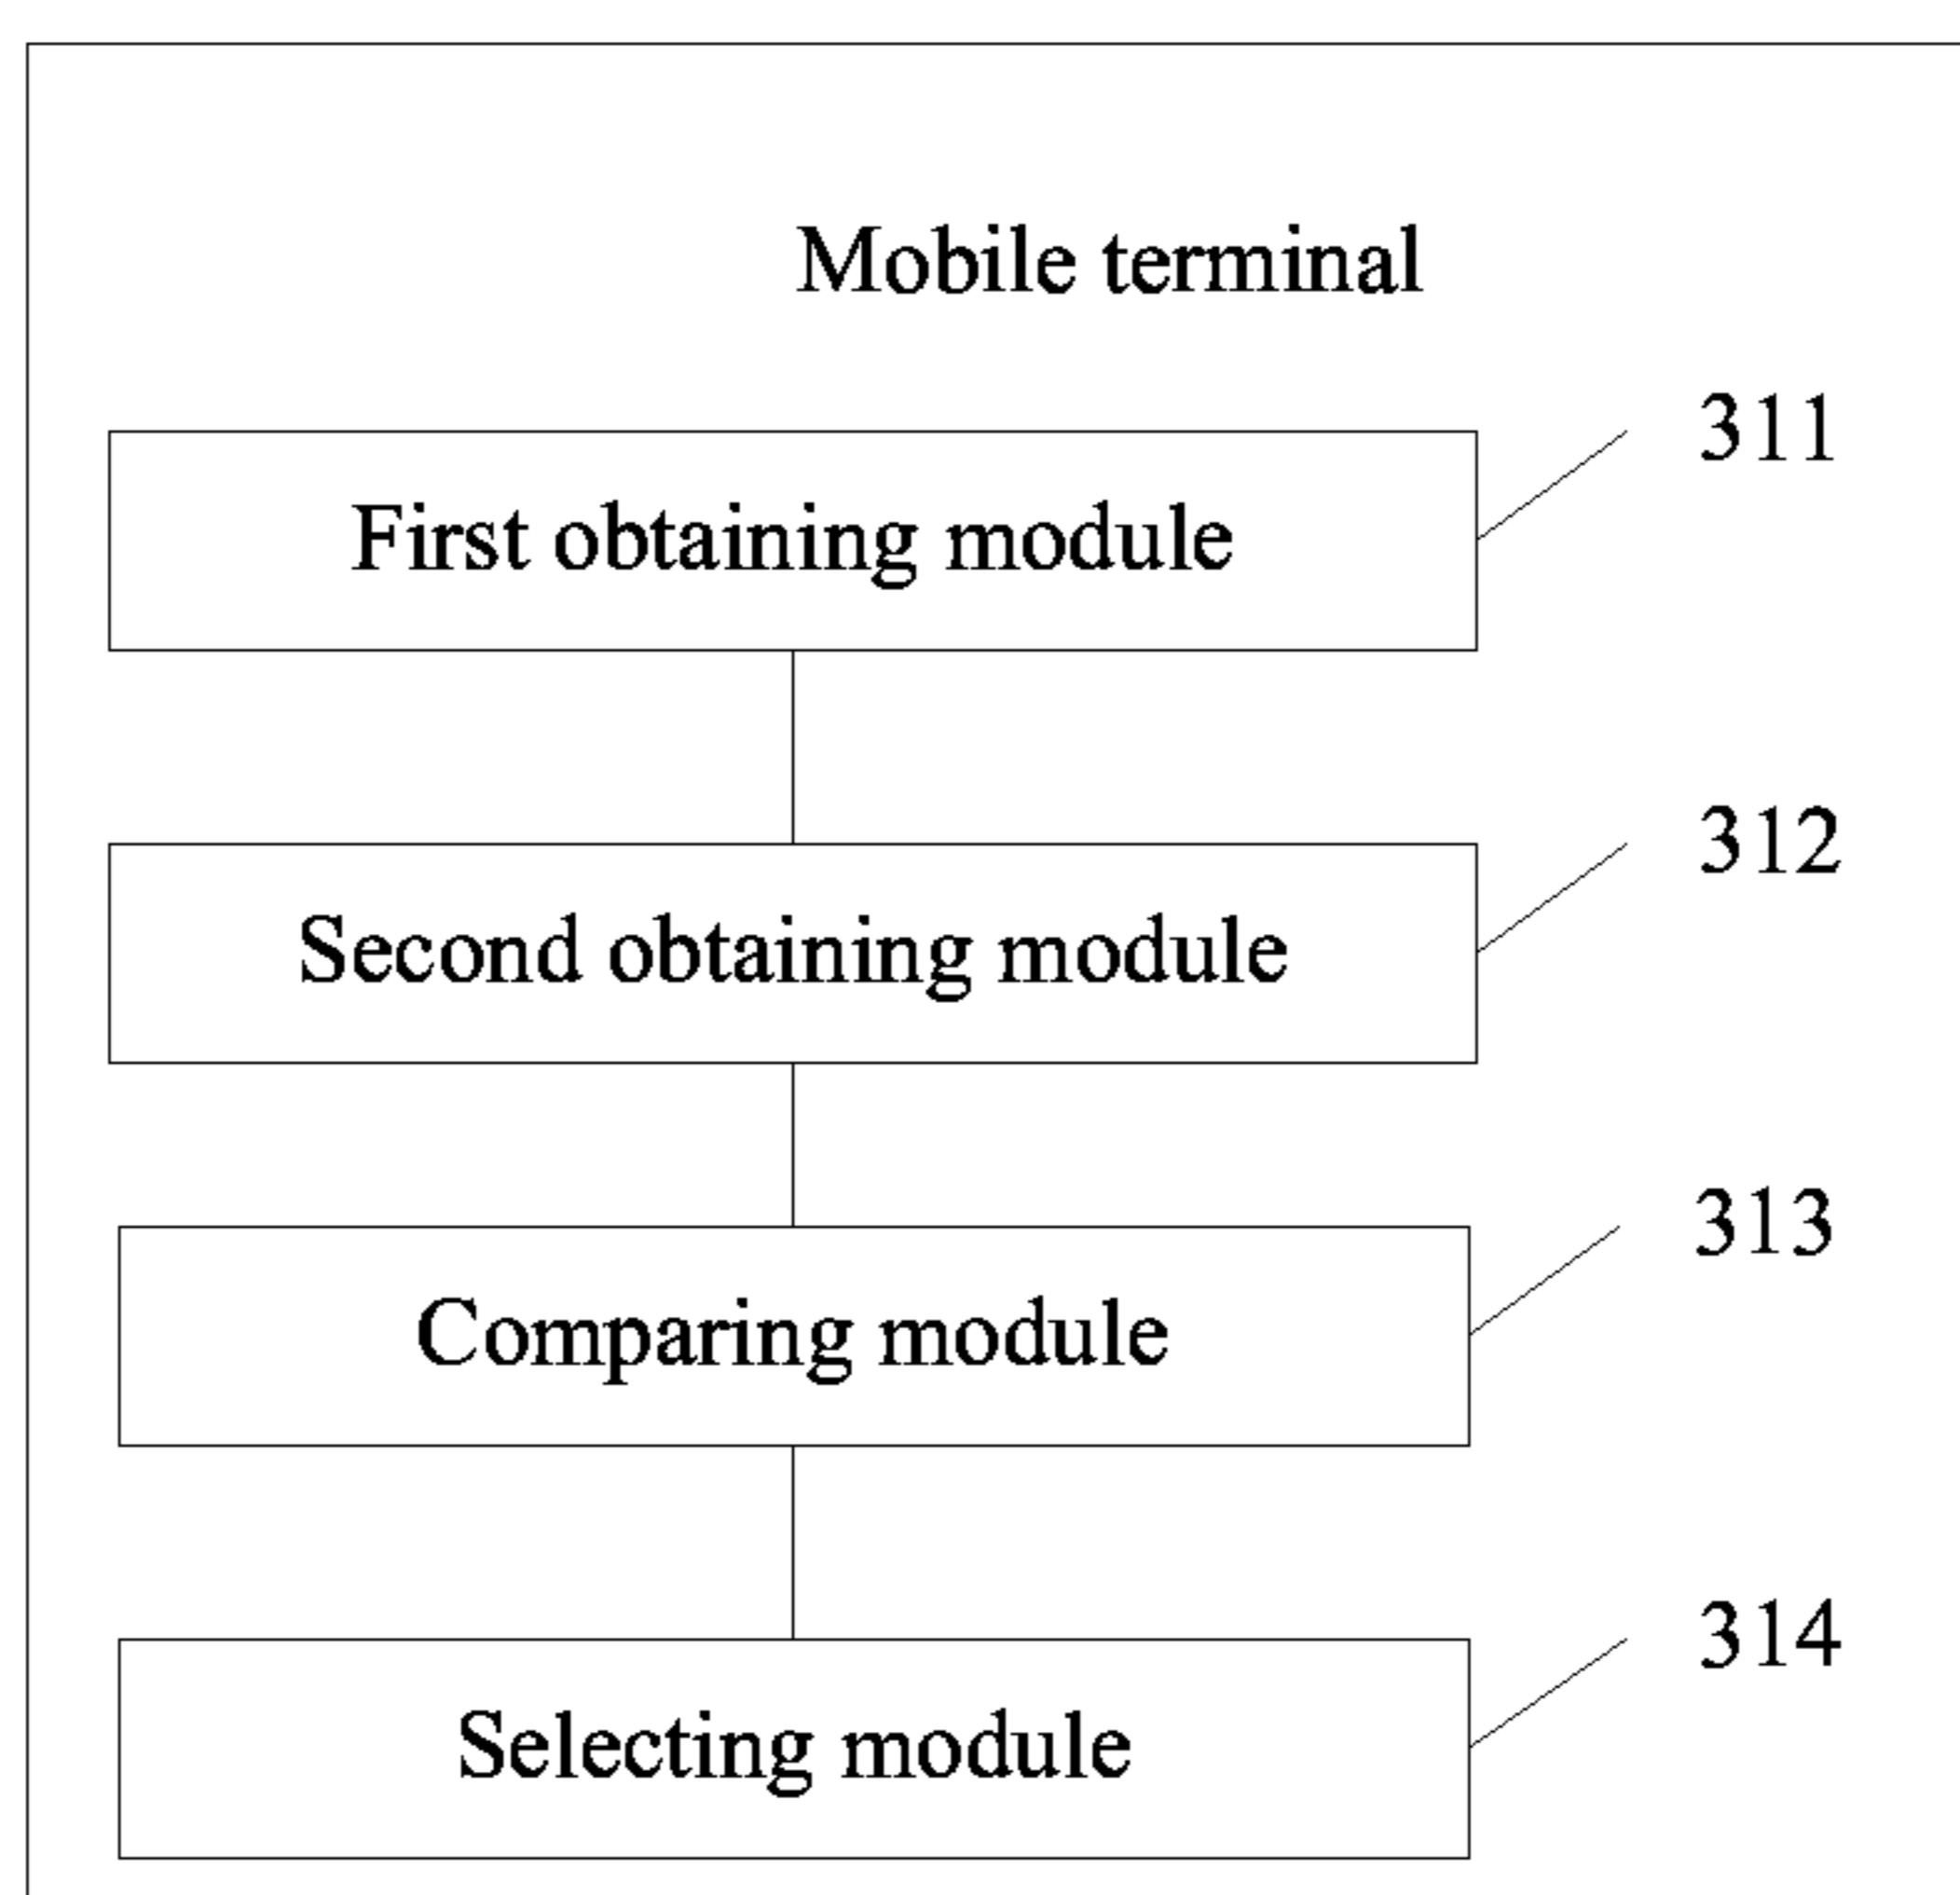 Mobile terminal
311
First obtaining module
312
Second obtaining module
313
Comparing module
314
Selecting module